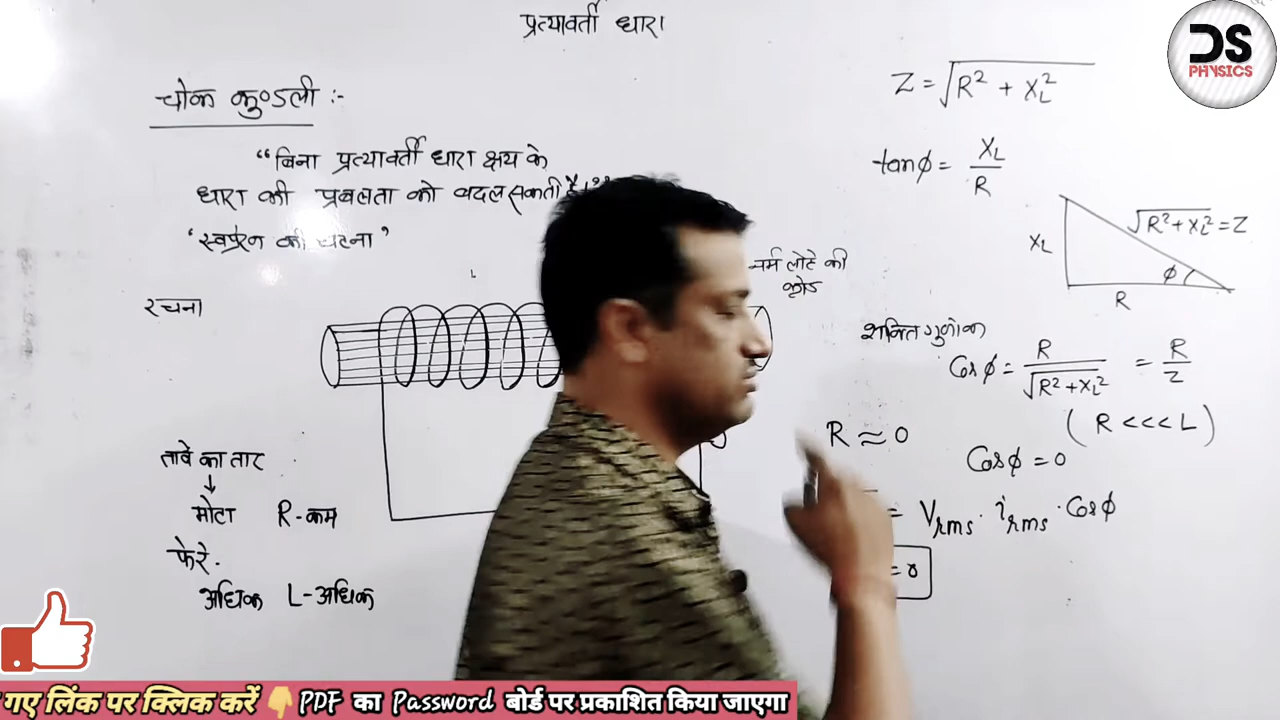 प्रत्यावर्ती धारा
DS
PHYSICS
चोक कुण्डली :-
"बिना प्रत्यावर्ती धारा क्षय के
धारा की प्रबलता को बदल सकती है।"
'स्वप्रेरन की घटना'
रचना
नर्म लोहे की
क्रोड
तांबे का तार
↓
मोटा R-कम
फेरे.
अधिक L-अधिक
Z = √R² + X_L²
tanϕ = X_L / R
X_L
√R²+X_L² = Z
ϕ
R
शक्ति गुणांक
Cosϕ = R / √R²+X_L² = R / Z
R ≈ 0
(R <<< L)
Cosϕ = 0
= V_rms · i_rms · Cosϕ
= 0
गए लिंक पर क्लिक करें 👇 PDF का Password बोर्ड पर प्रकाशित किया जाएगा